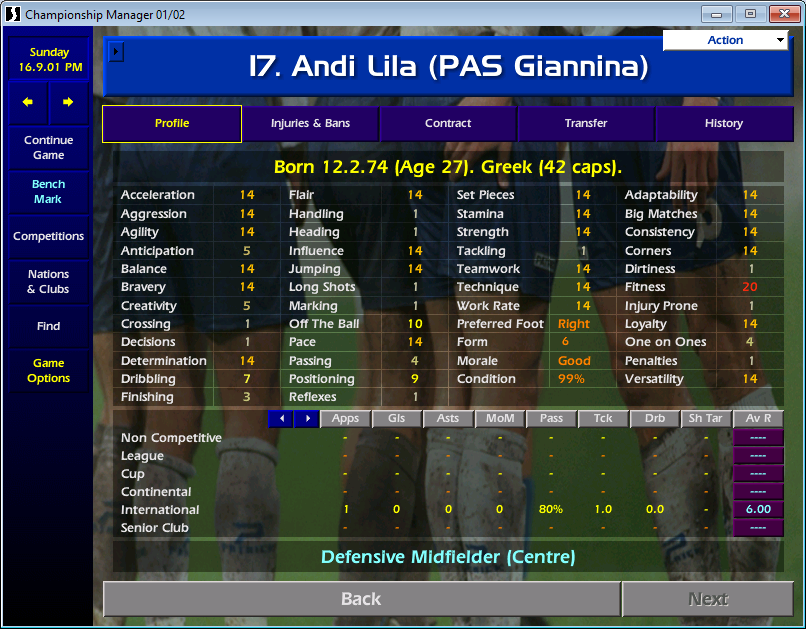 Championship Manager 01/02
Action
Sunday
16.9.01 PM
17. Andi Lila (PAS Giannina)
Profile Injuries & Bans Contract Transfer History
Continue
Game
Bench
Mark
Competitions
Nations
& Clubs
Find
Game
Options
Born 12.2.74 (Age 27). Greek (42 caps).
Acceleration 14 Flair 14 Set Pieces 14 Adaptability 14
Aggression 14 Handling 1 Stamina 14 Big Matches 14
Agility 14 Heading 1 Strength 14 Consistency 14
Anticipation 5 Influence 14 Tackling 1 Corners 14
Balance 14 Jumping 14 Teamwork 14 Dirtiness 1
Bravery 14 Long Shots 1 Technique 14 Fitness 20
Creativity 5 Marking 1 Work Rate 14 Injury Prone 1
Crossing 1 Off The Ball 10 Preferred Foot Right Loyalty 14
Decisions 1 Pace 14 Form 6 One on Ones 4
Determination 14 Passing 4 Morale Good Penalties 1
Dribbling 7 Positioning 9 Condition 99% Versatility 14
Finishing 3 Reflexes 1
Apps Gls Asts MoM Pass Tck Drb Sh Tar Av R
Non Competitive - - - - - - - - ----
League - - - - - - - - ----
Cup - - - - - - - - ----
Continental - - - - - - - - ----
International 1 0 0 0 80% 1.0 0.0 - 6.00
Senior Club - - - - - - - - ----
Defensive Midfielder (Centre)
Back Next